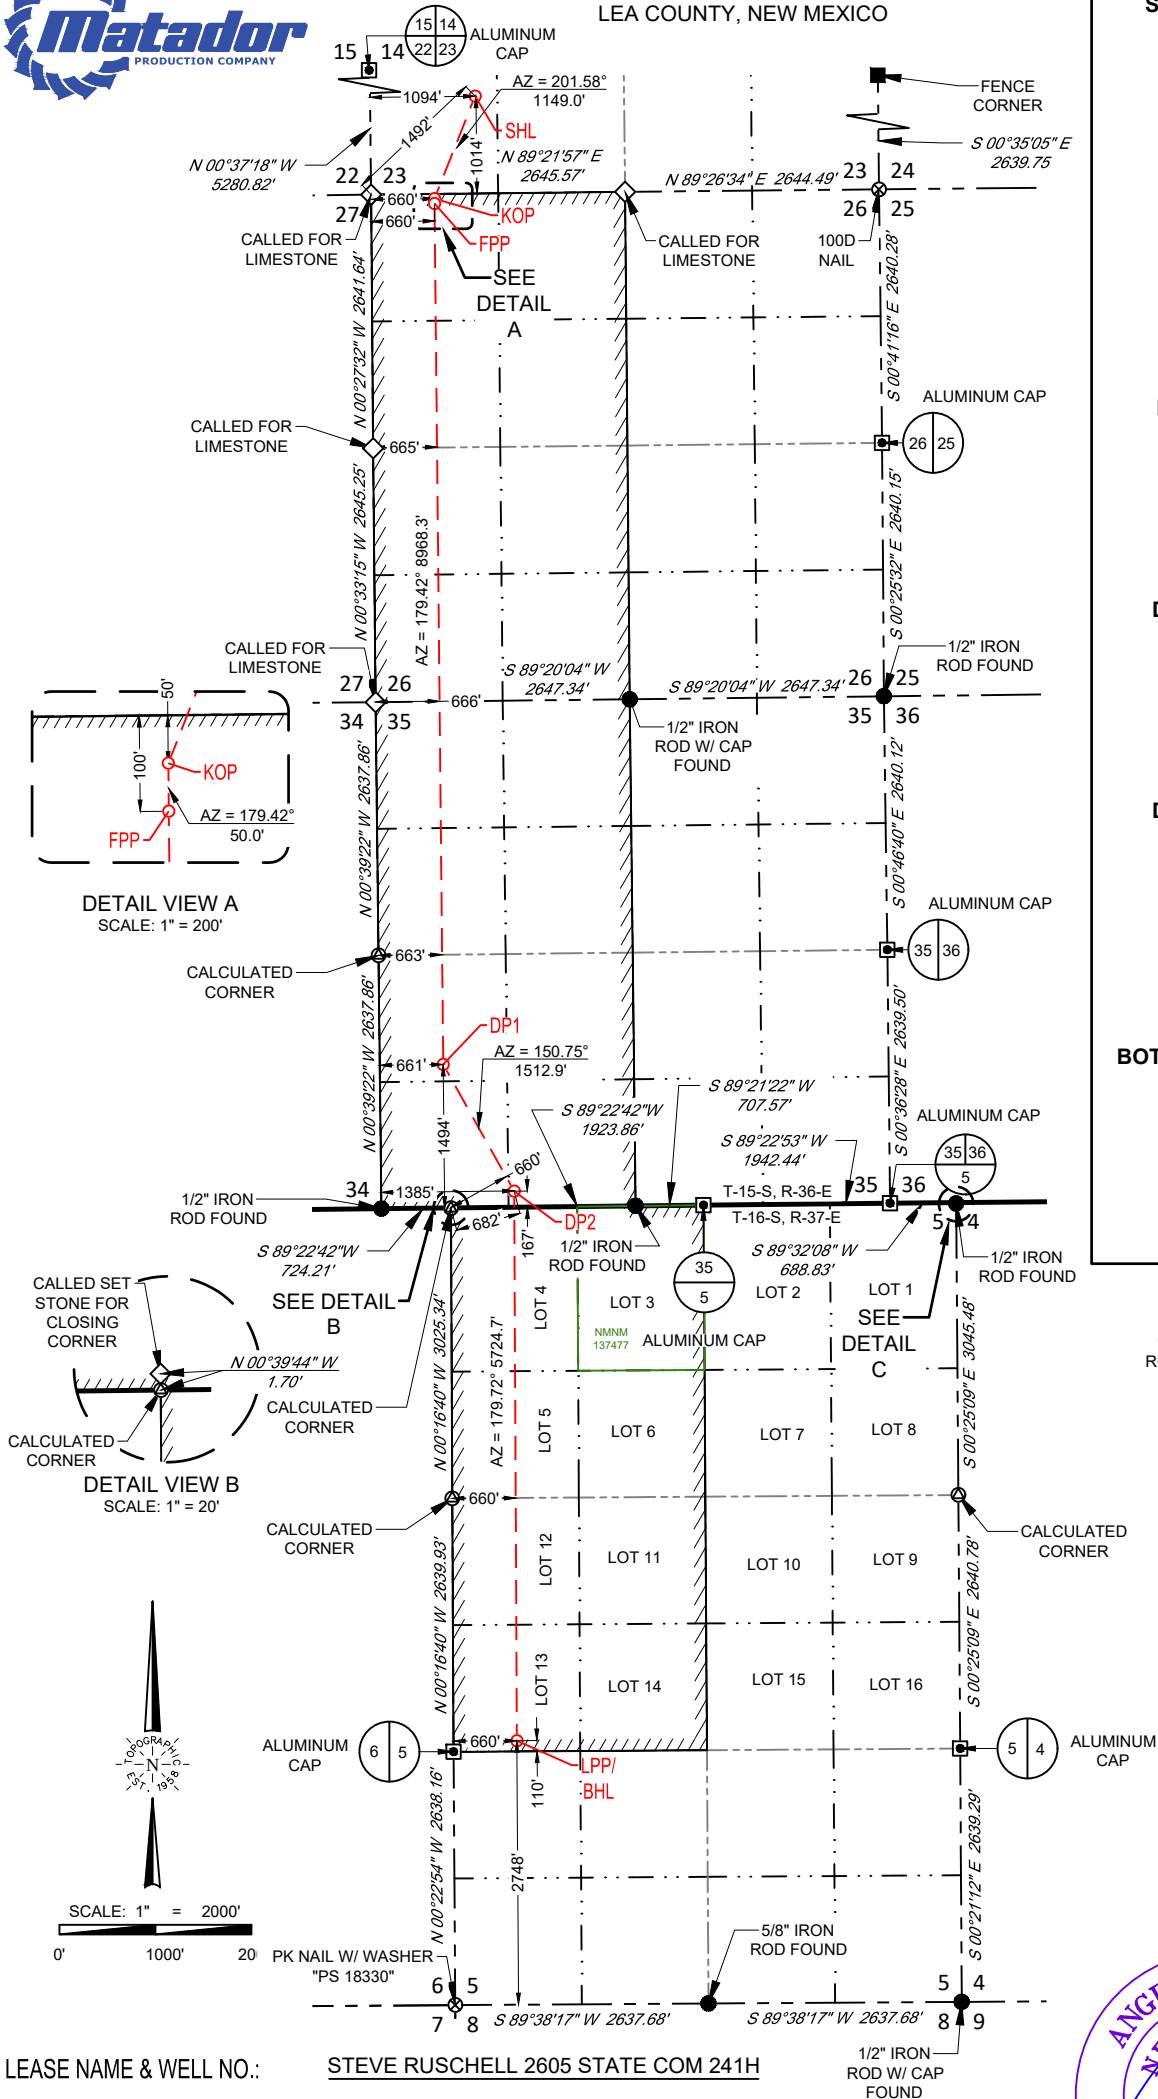 Matador
PRODUCTION COMPANY
LEA COUNTY, NEW MEXICO
S
15 14
22 23
ALUMINUM
CAP
15 14
FENCE
CORNER
AZ = 201.58°
1149.0'
1094'
1492'
1014'
SHL
S 00°35'05" E
2639.75
N 00°37'18" W
5280.82'
N 89°21'57" E
2645.57'
N 89°26'34" E 2644.49'
22 23
27
23 24
26 25
660'
660'
KOP
FPP
CALLED FOR
LIMESTONE
CALLED FOR
LIMESTONE
100D
NAIL
SEE
DETAIL
A
N 00°27'32" W 2641.64'
S 00°41'16" E 2640.28'
ALUMINUM CAP
26 25
CALLED FOR
LIMESTONE
665'
N 00°33'15" W 2645.25'
AZ = 179.42° 8968.3'
S 00°25'32" E 2640.15'
CALLED FOR
LIMESTONE
S 89°20'04" W
2647.34'
S 89°20'04" W 2647.34'
1/2" IRON
ROD FOUND
27 26
34 35
666'
26 25
35 36
1/2" IRON
ROD W/ CAP
FOUND
50'
100'
KOP
FPP
AZ = 179.42°
50.0'
DETAIL VIEW A
SCALE: 1" = 200'
N 00°39'22" W 2637.86'
S 00°46'40" E 2640.12'
ALUMINUM CAP
35 36
CALCULATED
CORNER
663'
DP1
661'
AZ = 150.75°
1512.9'
N 00°39'22" W 2637.86'
S 00°36'28" E 2639.50'
BOT
1494'
S 89°22'42"W
1923.86'
S 89°21'22" W
707.57'
S 89°22'53" W
1942.44'
ALUMINUM CAP
35 36
5
660'
1/2" IRON
ROD FOUND
34
1385'
35 36
T-15-S, R-36-E
T-16-S, R-37-E
DP2
682'
167'
5 4
S 89°22'42"W
724.21'
1/2" IRON
ROD FOUND
S 89°32'08" W
688.83'
1/2" IRON
ROD FOUND
35
5
SEE DETAIL
B
LOT 4
LOT 3
LOT 2
LOT 1
NMNM
137477
ALUMINUM CAP
SEE
DETAIL
C
CALLED SET
STONE FOR
CLOSING
CORNER
N 00°39'44" W
1.70'
CALCULATED
CORNER
DETAIL VIEW B
SCALE: 1" = 20'
CALCULATED
CORNER
N 00°16'40" W 3025.34'
AZ = 179.72° 5724.7'
S 00°25'09" E 3045.48'
LOT 5
LOT 6
LOT 7
LOT 8
660'
CALCULATED
CORNER
CALCULATED
CORNER
LOT 12
LOT 11
LOT 10
LOT 9
N 00°16'40" W 2639.93'
S 00°25'09" E 2640.78'
LOT 13
LOT 14
LOT 15
LOT 16
ALUMINUM
CAP
6 5
660'
LPP/
BHL
110'
5 4
ALUMINUM
CAP
TOPOGRAPHIC
N
EST. 1958
N 00°22'54" W 2638.16'
2748'
S 00°21'12" E 2639.29'
SCALE: 1" = 2000'
0' 1000' 20
PK NAIL W/ WASHER
"PS 18330"
5/8" IRON
ROD FOUND
6 5
7 8
S 89°38'17" W 2637.68'
S 89°38'17" W 2637.68'
5 4
8 9
1/2" IRON
ROD W/ CAP
FOUND
LEASE NAME & WELL NO.: STEVE RUSCHELL 2605 STATE COM 241H